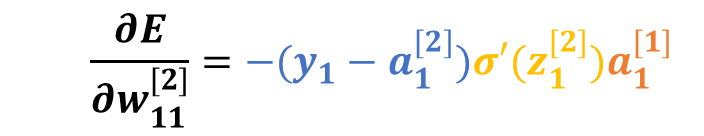 ∂E/∂w₁₁^[2] = −(y₁ − a₁^[2])σ′(z₁^[2])a₁^[1]